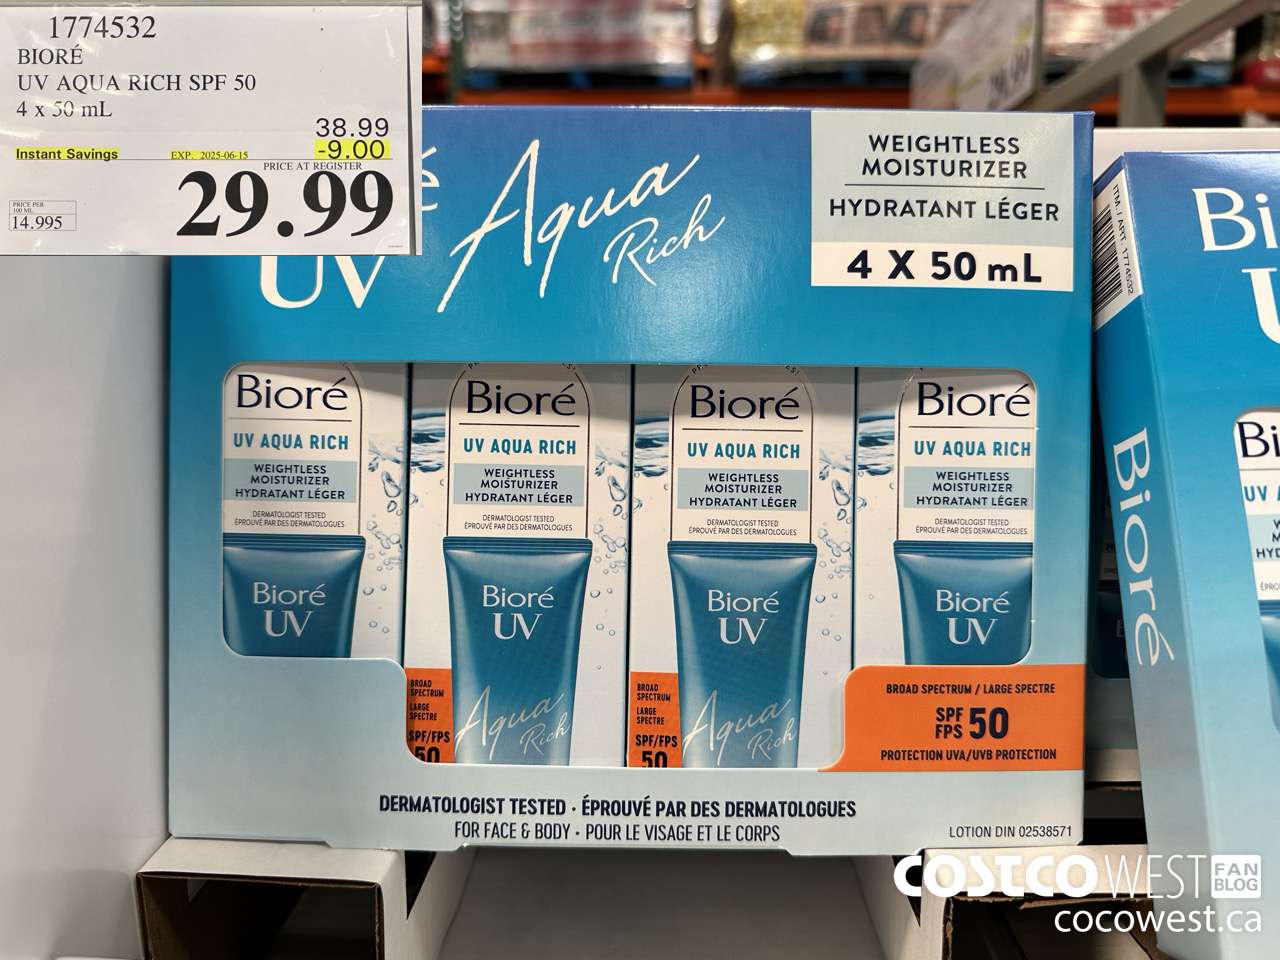 1774532
BIORÉ
UV AQUA RICH SPF 50
4 x 50 mL
38.99
Instant Savings EXP. 2025-06-15 -9.00
PRICE AT REGISTER
29.99
PRICE PER
100 ML
14.995
UV Aqua
Rich
WEIGHTLESS
MOISTURIZER
HYDRATANT LÉGER
4 X 50 mL
Bioré
UV AQUA RICH
WEIGHTLESS
MOISTURIZER
HYDRATANT LÉGER
DERMATOLOGIST TESTED
ÉPROUVÉ PAR DES DERMATOLOGUES
Bioré
UV
Bioré
UV AQUA RICH
WEIGHTLESS
MOISTURIZER
HYDRATANT LÉGER
DERMATOLOGIST TESTED
ÉPROUVÉ PAR DES DERMATOLOGUES
Bioré
UV
Aqua
Rich
BROAD
SPECTRUM
LARGE
SPECTRE
SPF/FPS
50
Bioré
UV AQUA RICH
WEIGHTLESS
MOISTURIZER
HYDRATANT LÉGER
DERMATOLOGIST TESTED
ÉPROUVÉ PAR DES DERMATOLOGUES
Bioré
UV
Aqua
Rich
BROAD
SPECTRUM
LARGE
SPECTRE
SPF/FPS
50
Bioré
UV AQUA RICH
WEIGHTLESS
MOISTURIZER
HYDRATANT LÉGER
DERMATOLOGIST TESTED
ÉPROUVÉ PAR DES DERMATOLOGUES
Bioré
UV
BROAD SPECTRUM / LARGE SPECTRE
SPF
FPS 50
PROTECTION UVA/UVB PROTECTION
DERMATOLOGIST TESTED · ÉPROUVÉ PAR DES DERMATOLOGUES
FOR FACE & BODY · POUR LE VISAGE ET LE CORPS
LOTION DIN 02538571
ITM. / ART. 1774532
Bioré
COSTCO WEST FAN BLOG
cocowest.ca